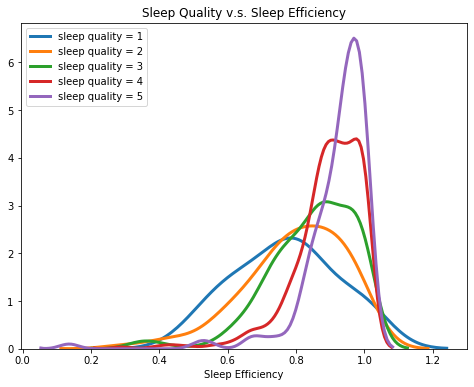 Sleep Quality v.s. Sleep Efficiency
sleep quality = 1
sleep quality = 2
sleep quality = 3
sleep quality = 4
sleep quality = 5
6
5
4
3
2
1
0
0.0 0.2 0.4 0.6 0.8 1.0 1.2
Sleep Efficiency